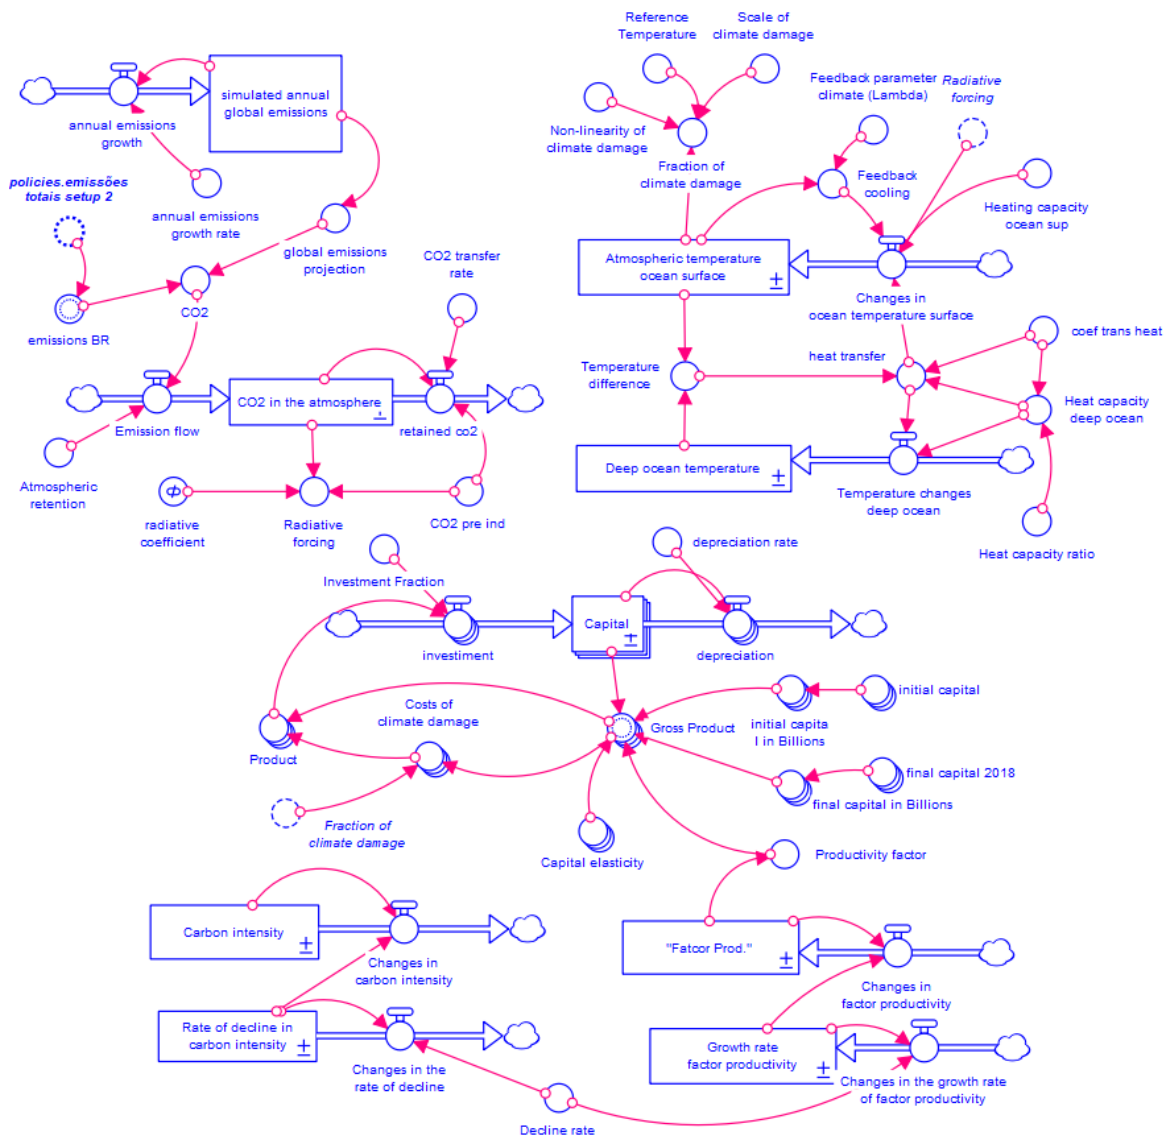 Reference
Temperature
Scale of
climate damage
simulated annual
global emissions
annual emissions
growth
Non-linearity of
climate damage
Feedback parameter
climate (Lambda)
Radiative
forcing
Fraction of
climate damage
Feedback
cooling
policies.emissões
totais setup 2
annual emissions
growth rate
Heating capacity
ocean sup
global emissions
projection
CO2 transfer
rate
Atmospheric temperature
ocean surface
CO2
emissions BR
Changes in
ocean temperature surface
coef trans heat
heat transfer
Temperature
difference
CO2 in the atmosphere
Emission flow
retained co2
Heat capacity
deep ocean
Deep ocean temperature
Atmospheric
retention
Temperature changes
deep ocean
radiative
coefficient
Radiative
forcing
CO2 pre ind
Heat capacity ratio
depreciation rate
Investment Fraction
Capital
investiment
depreciation
Costs of
climate damage
Gross Product
initial capital
initial capita
l in Billions
Product
final capital 2018
final capital in Billions
Fraction of
climate damage
Capital elasticity
Productivity factor
Carbon intensity
"Fatcor Prod."
Changes in
carbon intensity
Changes in
factor productivity
Rate of decline in
carbon intensity
Growth rate
factor productivity
Changes in the
rate of decline
Changes in the growth rate
of factor productivity
Decline rate